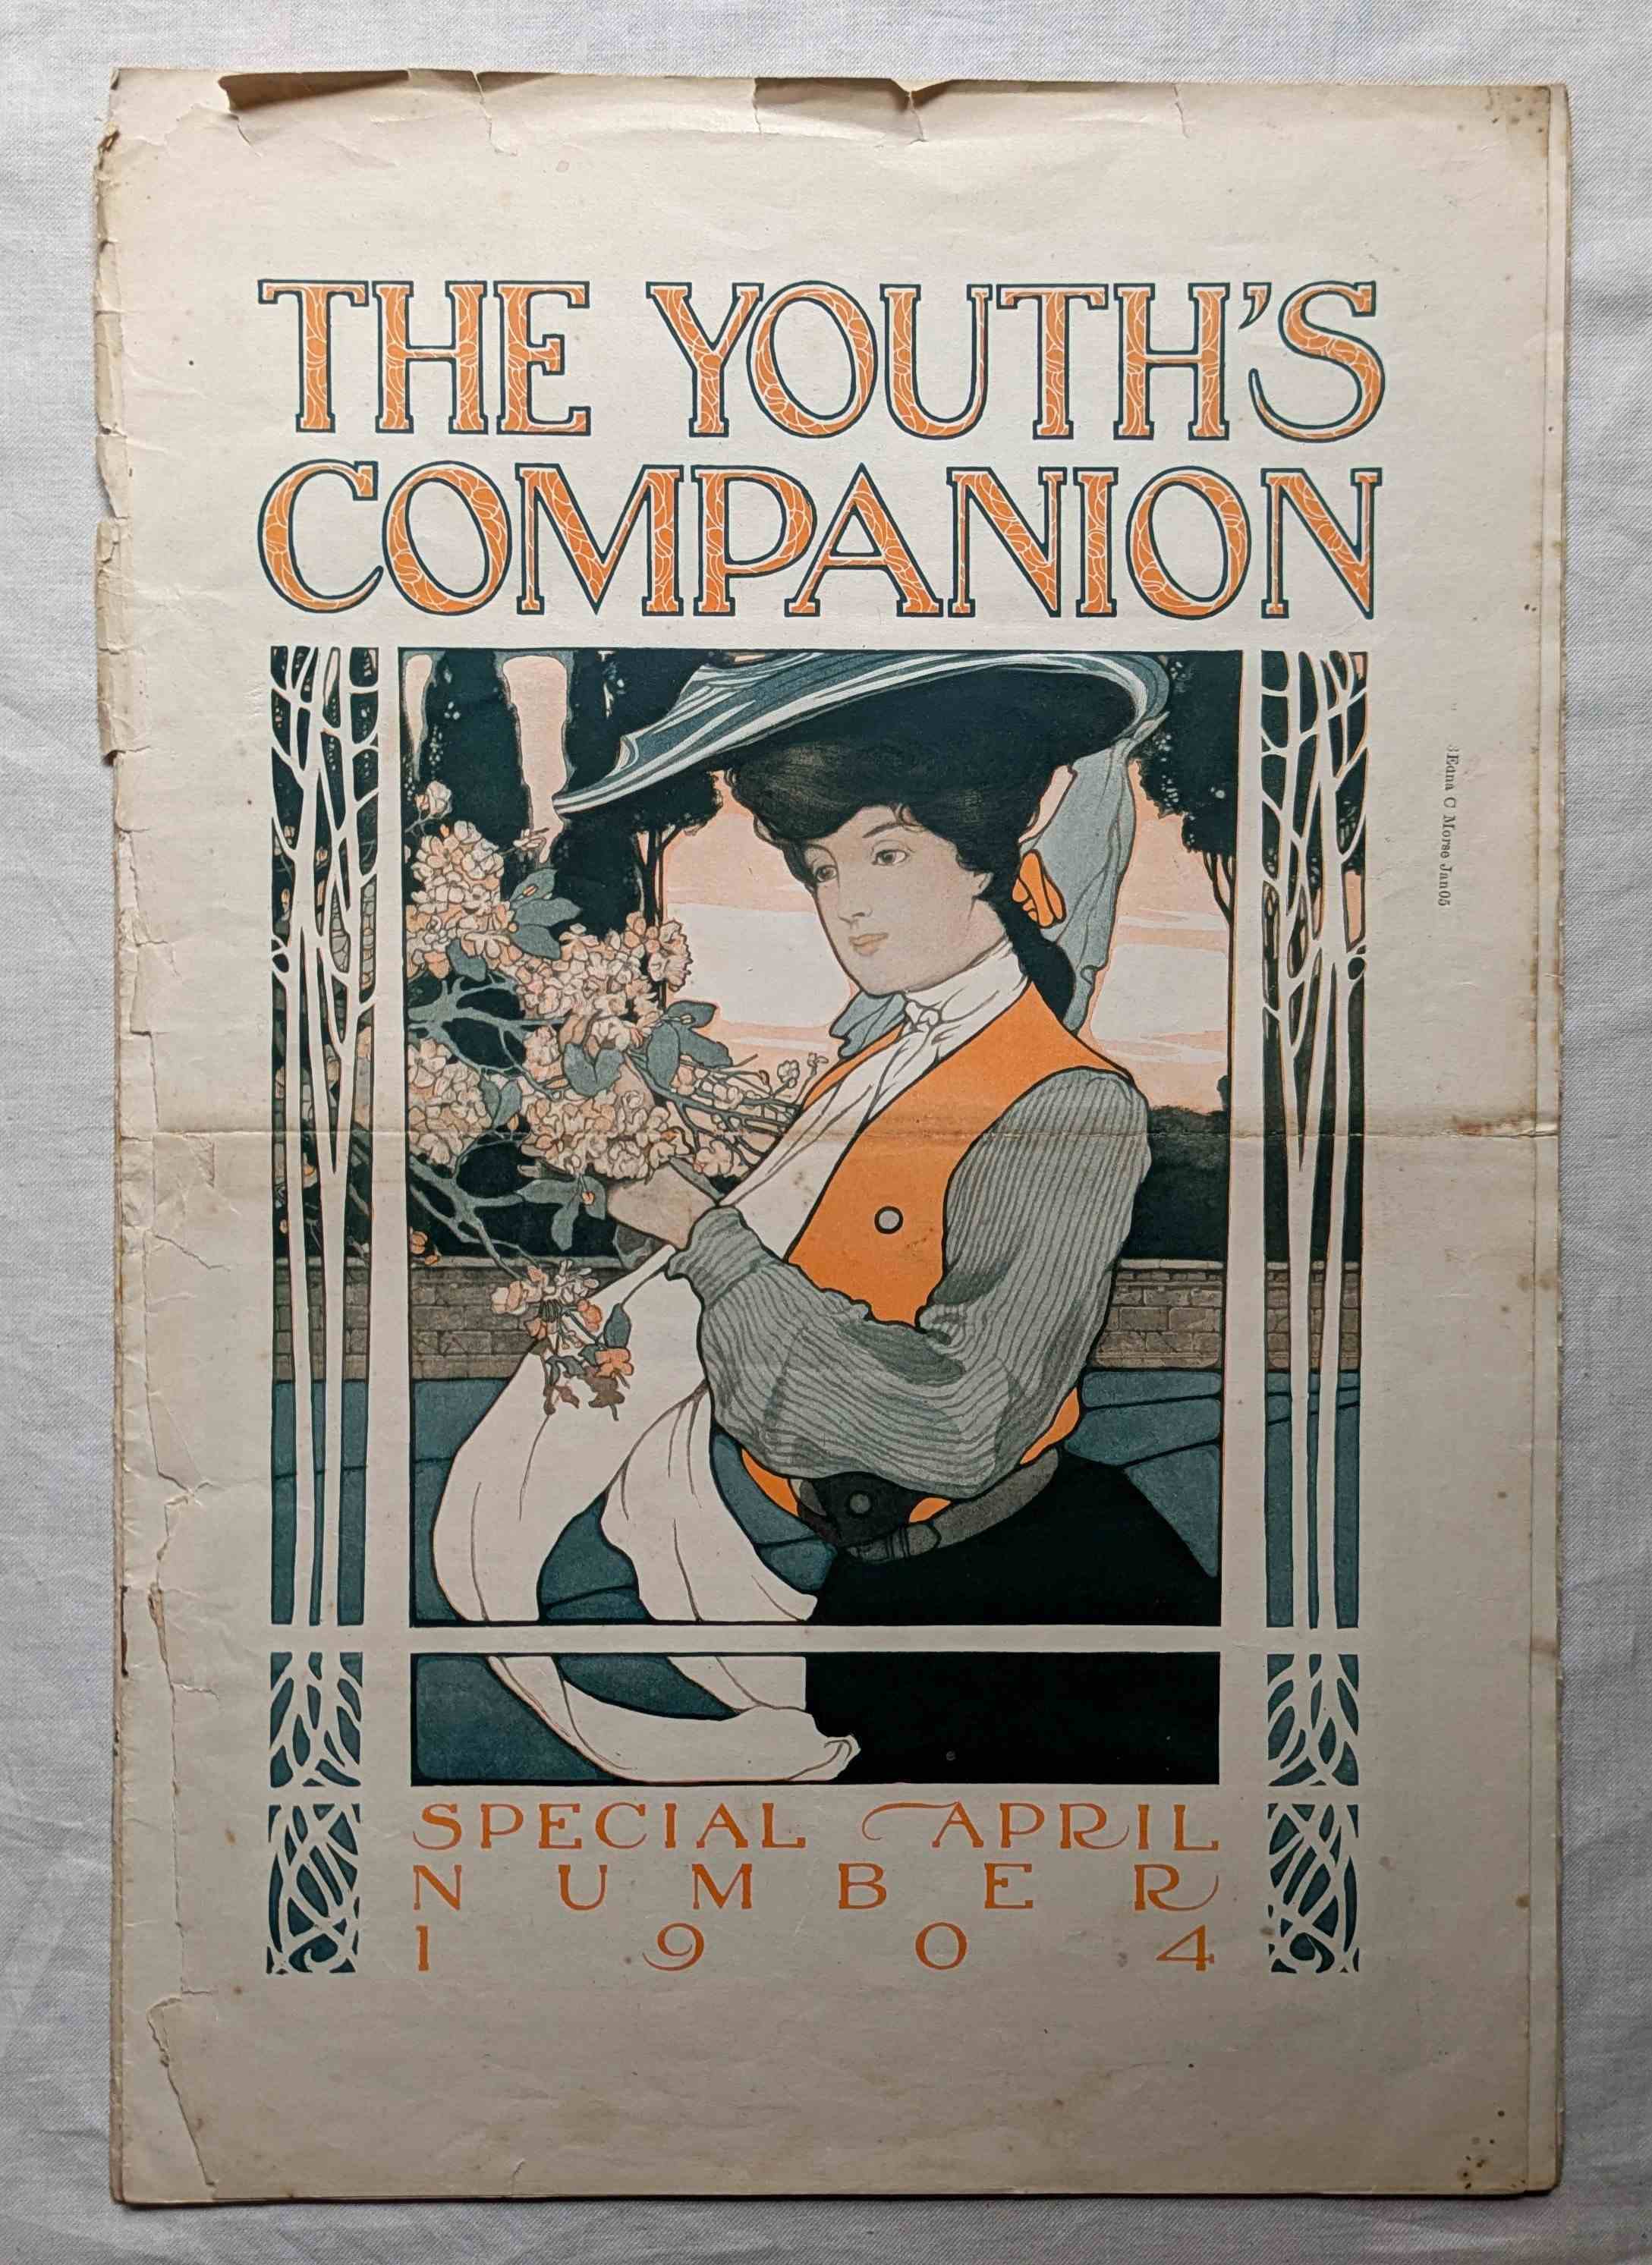 THE YOUTH'S
COMPANION
Edna C Morse Jan05
SPECIAL APRIL
NUMBER
1904